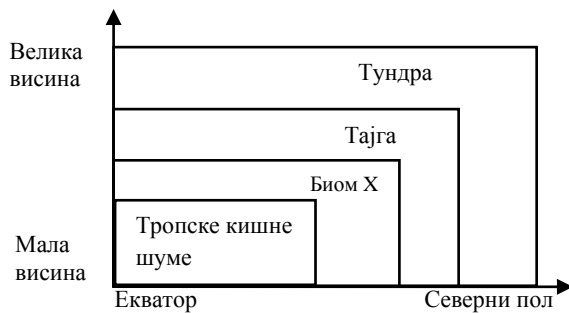 Велика
висина
Тундра
Тајга
Биом X
Тропске кишне
шуме
Мала
висина
Екватор
Северни пол